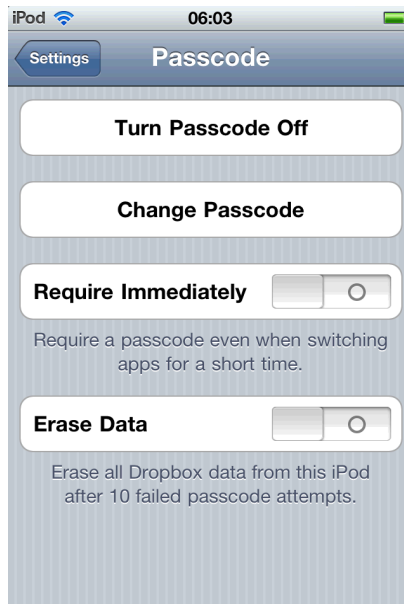 iPod 06:03
Settings Passcode
Turn Passcode Off
Change Passcode
Require Immediately
Require a passcode even when switching
apps for a short time.
Erase Data
Erase all Dropbox data from this iPod
after 10 failed passcode attempts.